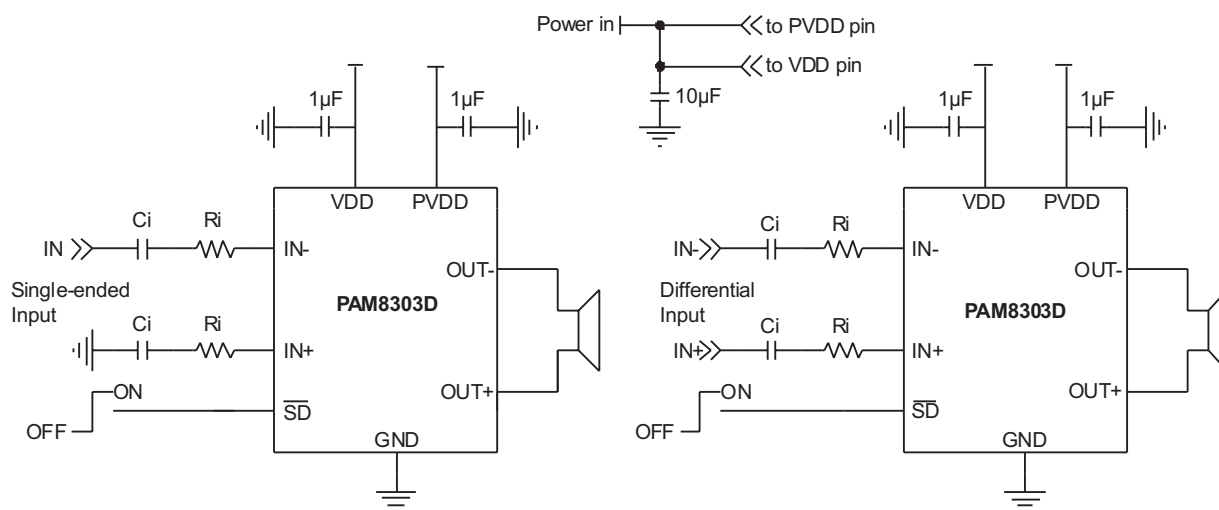 Power in
to PVDD pin
to VDD pin
10µF
1µF
1µF
VDD
PVDD
Ci
Ri
IN
IN-
OUT-
Single-ended
Input
PAM8303D
Ci
Ri
IN+
ON
OUT+
SD
OFF
GND
1µF
1µF
VDD
PVDD
Ci
Ri
IN-
IN-
OUT-
Differential
Input
PAM8303D
Ci
Ri
IN+
IN+
ON
OUT+
SD
OFF
GND